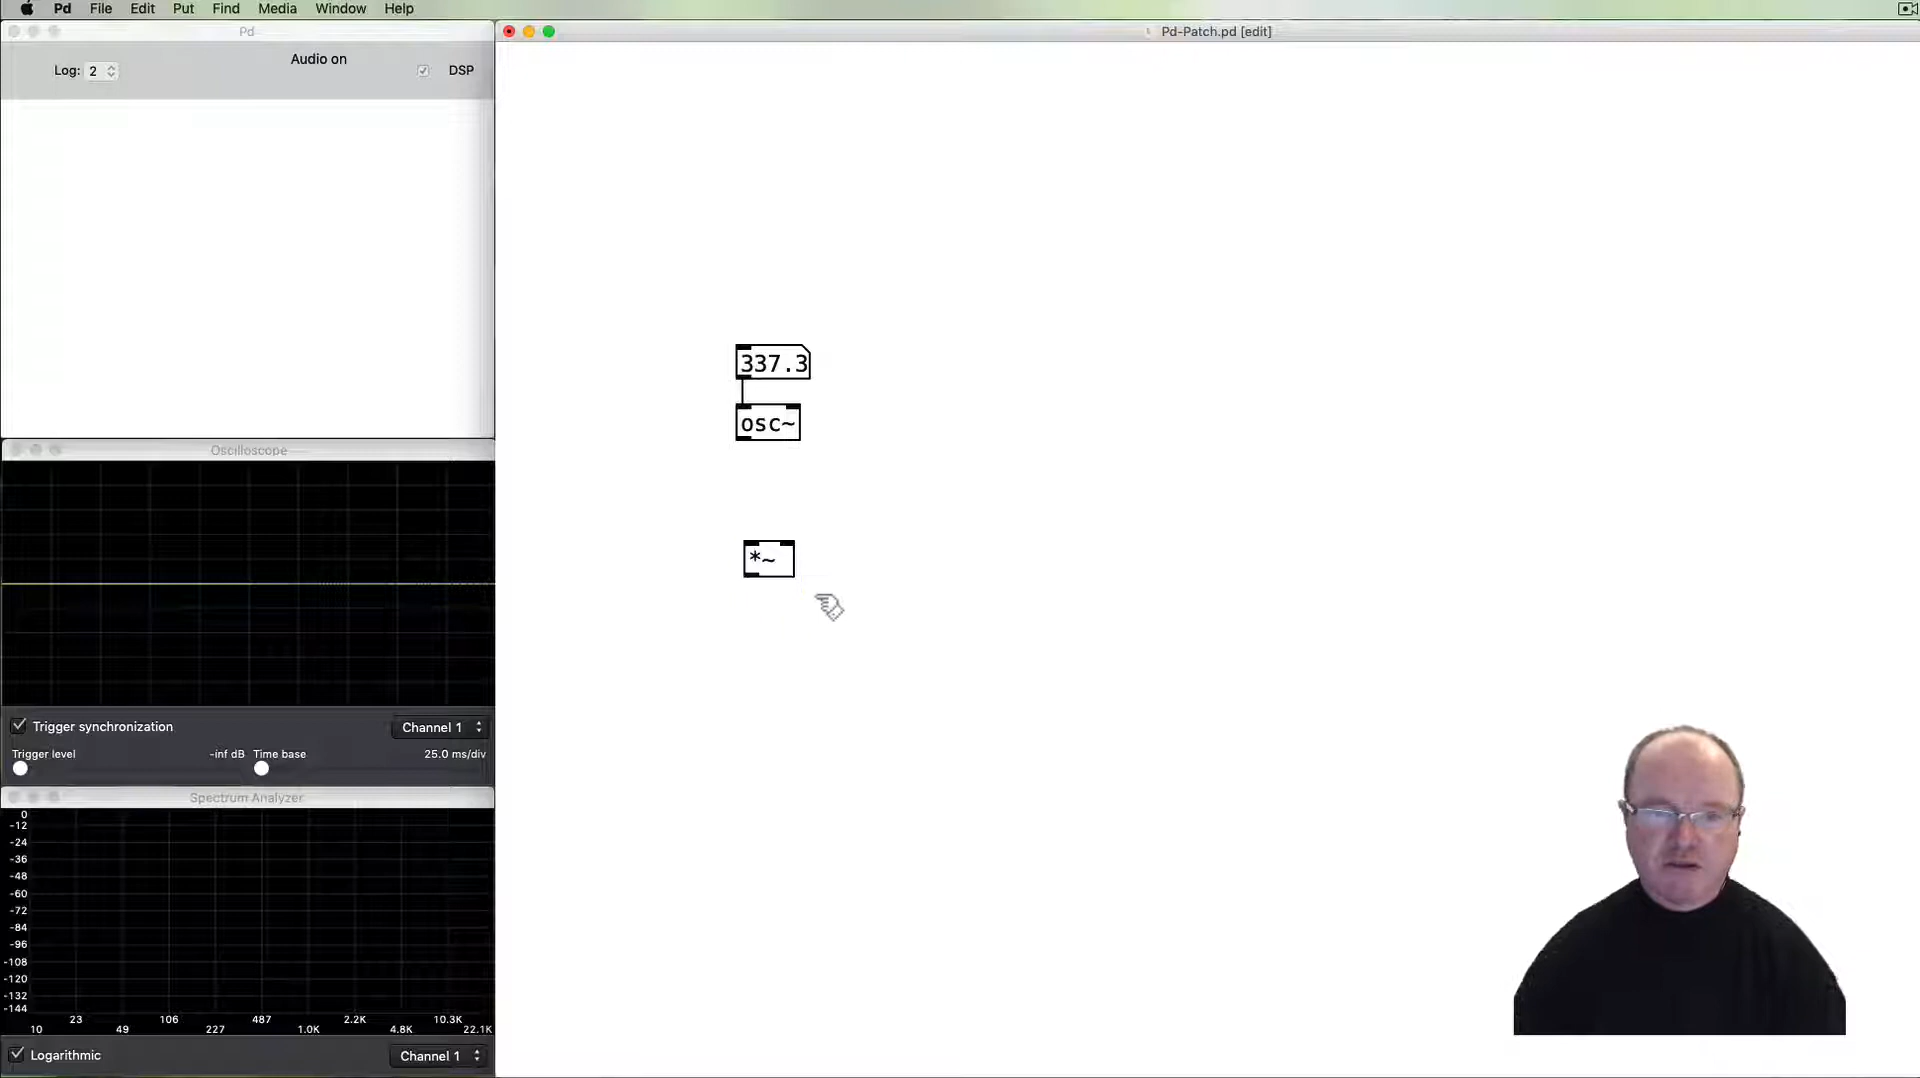 Pd File Edit Put Find Media Window Help
Pd
Audio on
Log: 2
DSP
Pd-Patch.pd [edit]
337.3
osc~
*~
Oscilloscope
Trigger synchronization
Channel 1
Trigger level -inf dB Time base 25.0 ms/div
Spectrum Analyzer
0
-12
-24
-36
-48
-60
-72
-84
-96
-108
-120
-132
-144
23 106 487 2.2K 10.3K
10 49 227 1.0K 4.8K 22.1K
Logarithmic
Channel 1